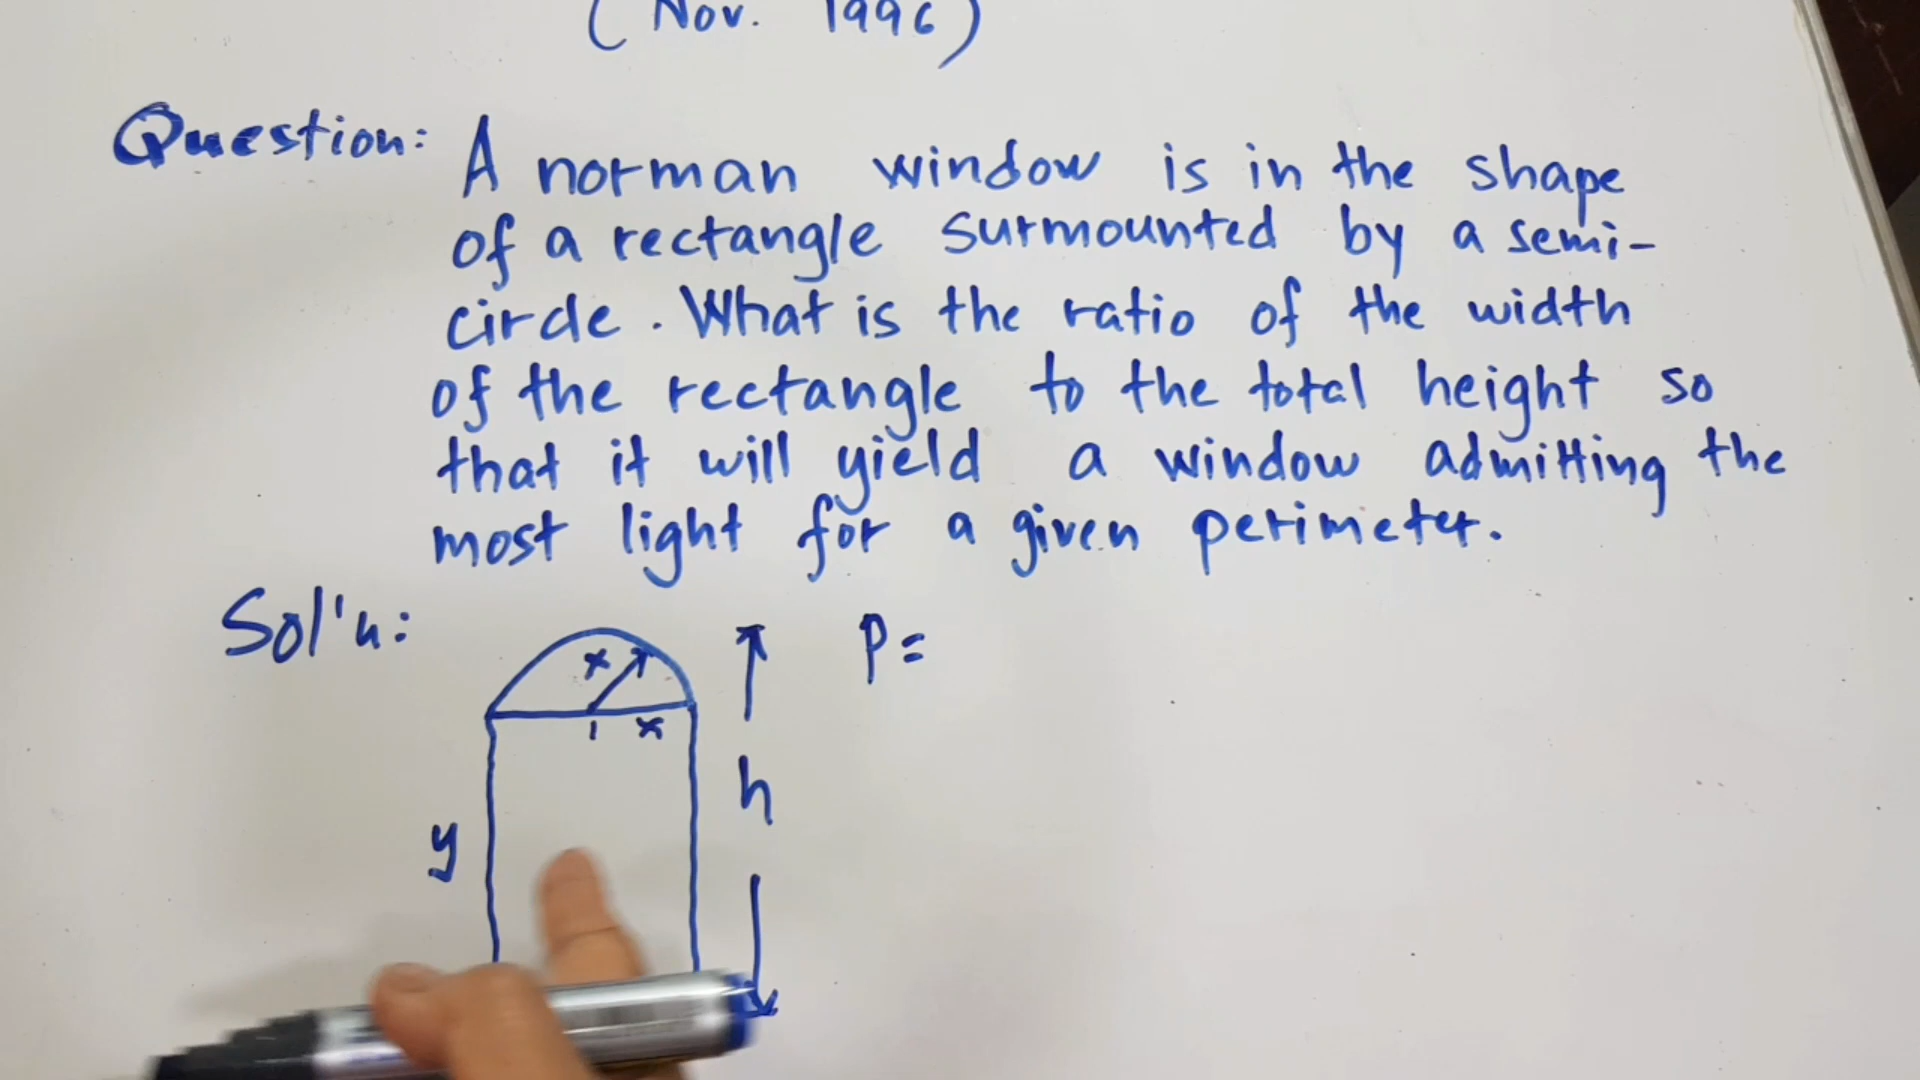 ( Nov. 1996)
Question: A norman window is in the shape
of a rectangle surmounted by a semi-
circle. What is the ratio of the width
of the rectangle to the total height so
that it will yield a window admitting the
most light for a given perimeter.
Sol'n:
P=
x
x
h
y